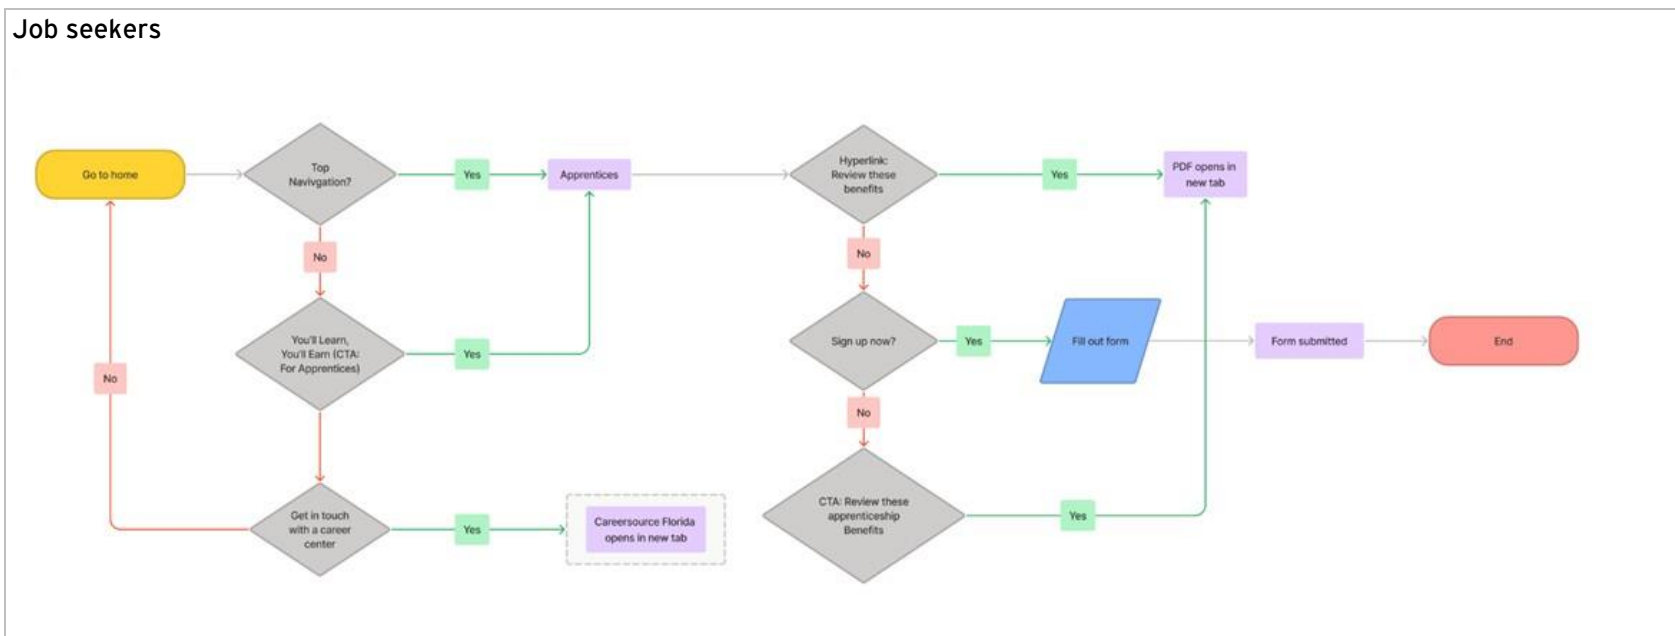 Job seekers
Go to home
Top
Navivgation?
Yes
Apprentices
Hyperlink:
Review these
benefits
Yes
PDF opens in
new tab
No
No
You'll Learn,
You'll Earn (CTA:
For Apprentices)
Yes
Sign up now?
Yes
Fill out form
Form submitted
End
No
No
Get in touch
with a career
center
Yes
Careersource Florida
opens in new tab
CTA: Review these
apprenticeship
Benefits
Yes